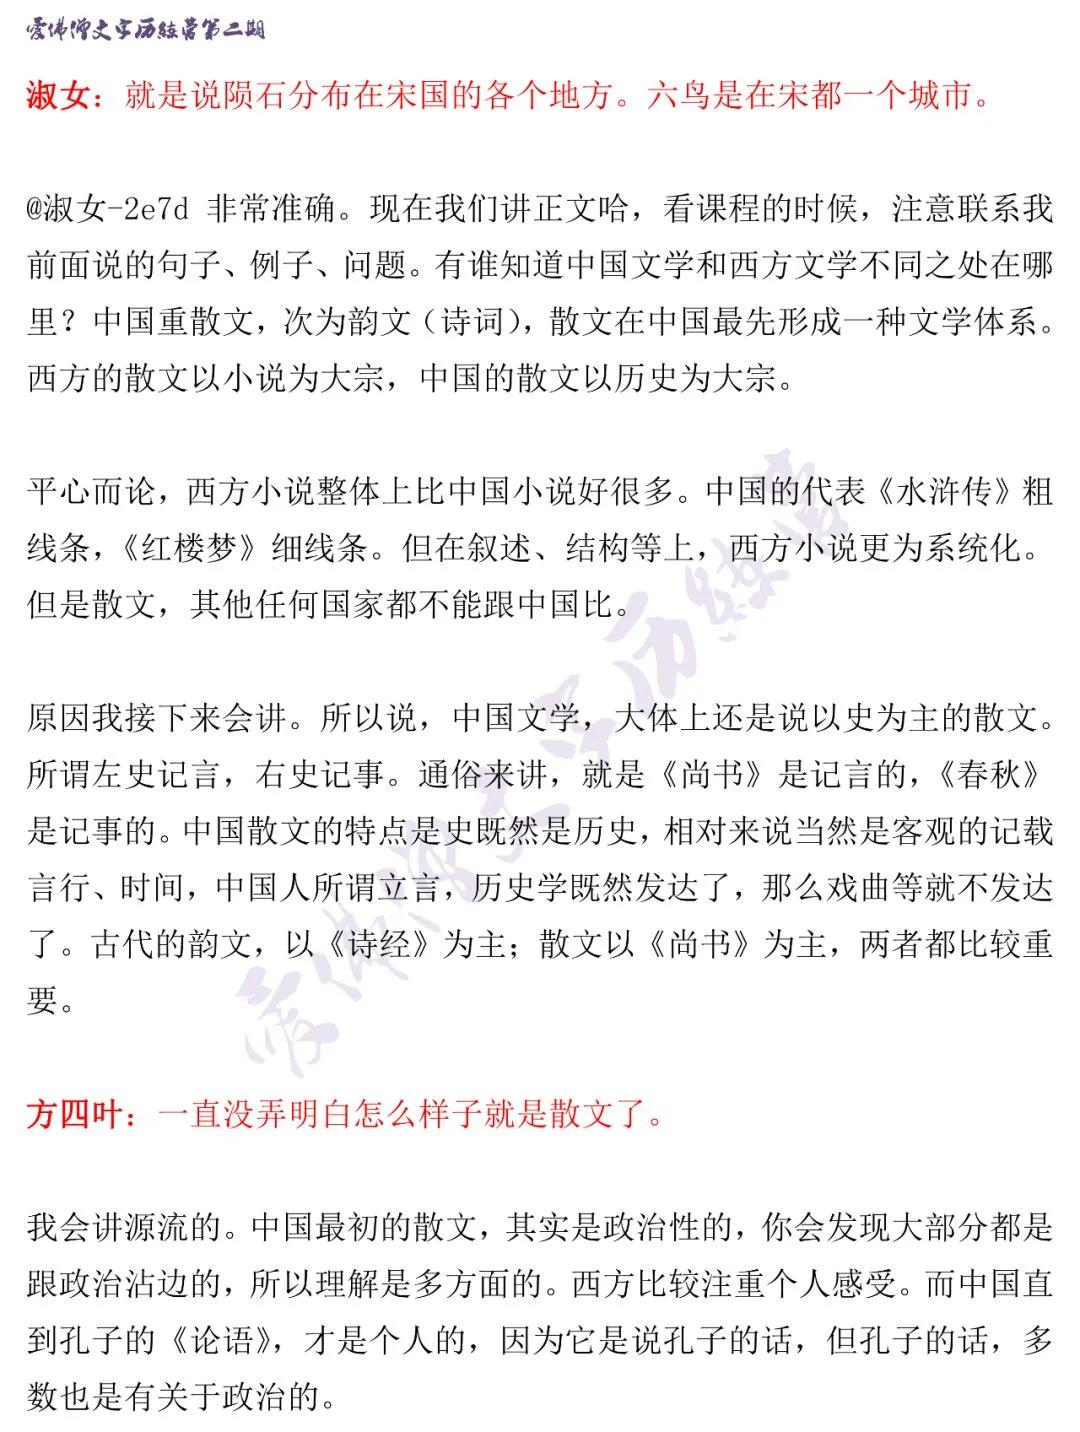 爱佛僧文字历练营第二期
淑女：就是说陨石分布在宋国的各个地方。六鸟是在宋都一个城市。
@淑女-2e7d 非常准确。现在我们讲正文哈，看课程的时候，注意联系我
前面说的句子、例子、问题。有谁知道中国文学和西方文学不同之处在哪
里？中国重散文，次为韵文（诗词），散文在中国最先形成一种文学体系。
西方的散文以小说为大宗，中国的散文以历史为大宗。
平心而论，西方小说整体上比中国小说好很多。中国的代表《水浒传》粗
线条，《红楼梦》细线条。但在叙述、结构等上，西方小说更为系统化。
但是散文，其他任何国家都不能跟中国比。
原因我接下来会讲。所以说，中国文学，大体上还是说以史为主的散文。
所谓左史记言，右史记事。通俗来讲，就是《尚书》是记言的，《春秋》
是记事的。中国散文的特点是史既然是历史，相对来说当然是客观的记载
言行、时间，中国人所谓立言，历史学既然发达了，那么戏曲等就不发达
了。古代的韵文，以《诗经》为主；散文以《尚书》为主，两者都比较重
要。
方四叶：一直没弄明白怎么样子就是散文了。
我会讲源流的。中国最初的散文，其实是政治性的，你会发现大部分都是
跟政治沾边的，所以理解是多方面的。西方比较注重个人感受。而中国直
到孔子的《论语》，才是个人的，因为它是说孔子的话，但孔子的话，多
数也是有关于政治的。
爱佛僧文字历练营